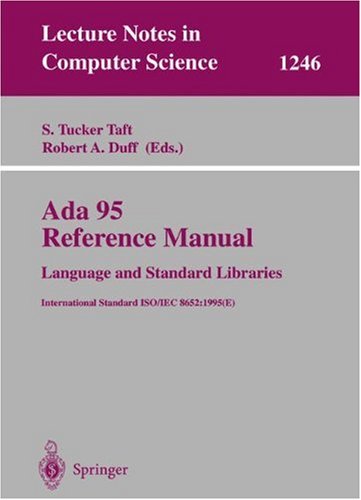 Lecture Notes in
Computer Science 1246
S. Tucker Taft
Robert A. Duff (Eds.)
Ada 95
Reference Manual
Language and Standard Libraries
International Standard ISO/IEC 8652:1995(E)
Springer